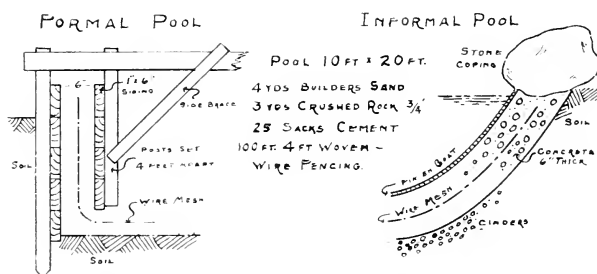 FORMAL POOL
6"
1"x6"
SIDING
SIDE BRACE
SOIL
POSTS SET
4 FEET APART
WIRE MESH
SOIL
POOL 10 FT x 20 FT.
4 YDS BUILDERS SAND
3 YDS CRUSHED ROCK 3/4"
25 SACKS CEMENT
100 FT. 4 FT WOVEN -
WIRE FENCING.
INFORMAL POOL
STONE
COPING
SOIL
CONCRETE
6" THICK
FINISH COAT
WIRE MESH
CINDERS